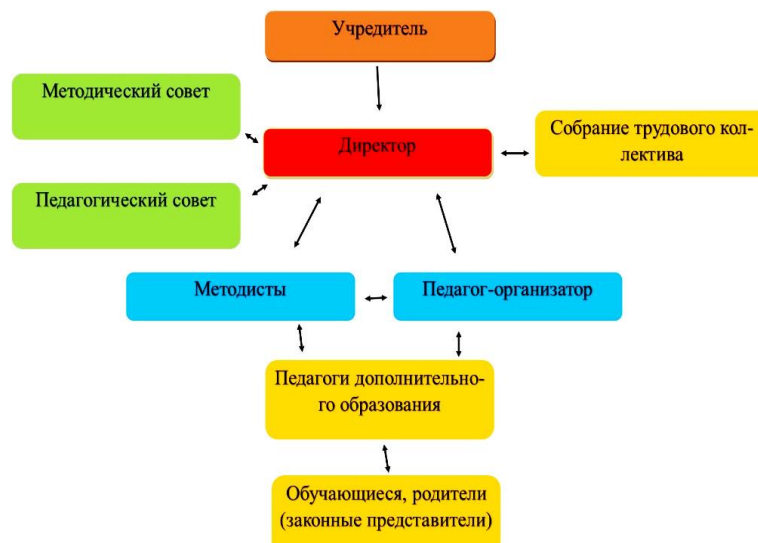 Учредитель
Методический совет
Директор
Собрание трудового кол-
лектива
Педагогический совет
Методисты
Педагог-организатор
Педагоги дополнительно-
го образования
Обучающиеся, родители
(законные представители)